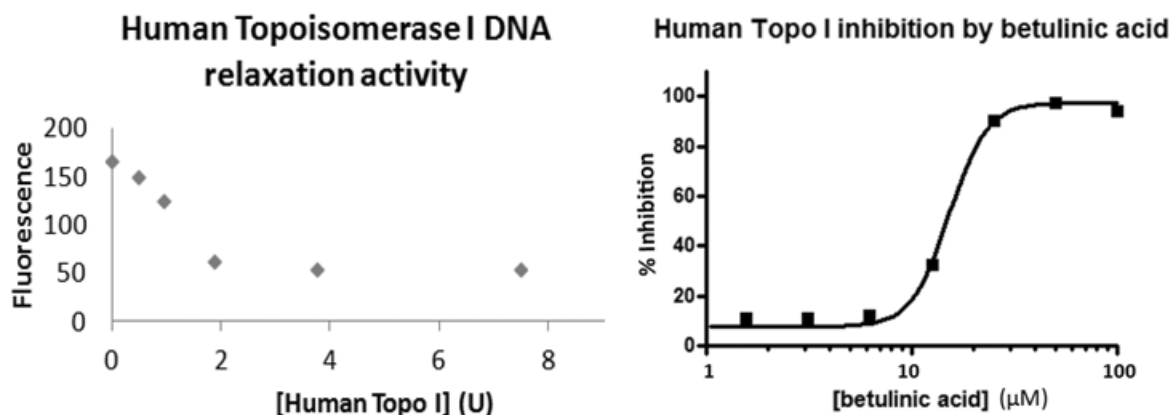 Human Topoisomerase I DNA
relaxation activity
200
150
100
50
0
Fluorescence
0 2 4 6 8
[Human Topo I] (U)
Human Topo I inhibition by betulinic acid
100
80
60
40
20
0
% Inhibition
1 10 100
[betulinic acid] (μM)